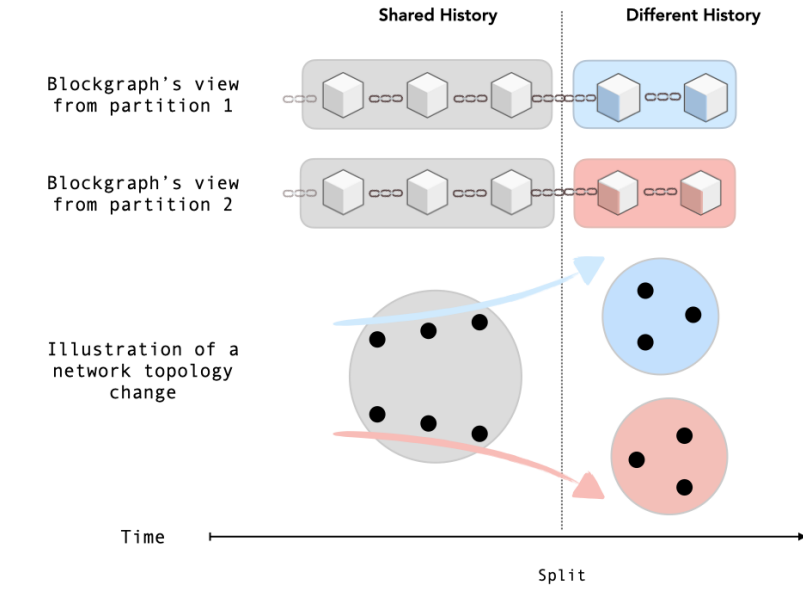 Shared History
Different History
Blockgraph's view
from partition 1
Blockgraph's view
from partition 2
Illustration of a
network topology
change
Time
Split